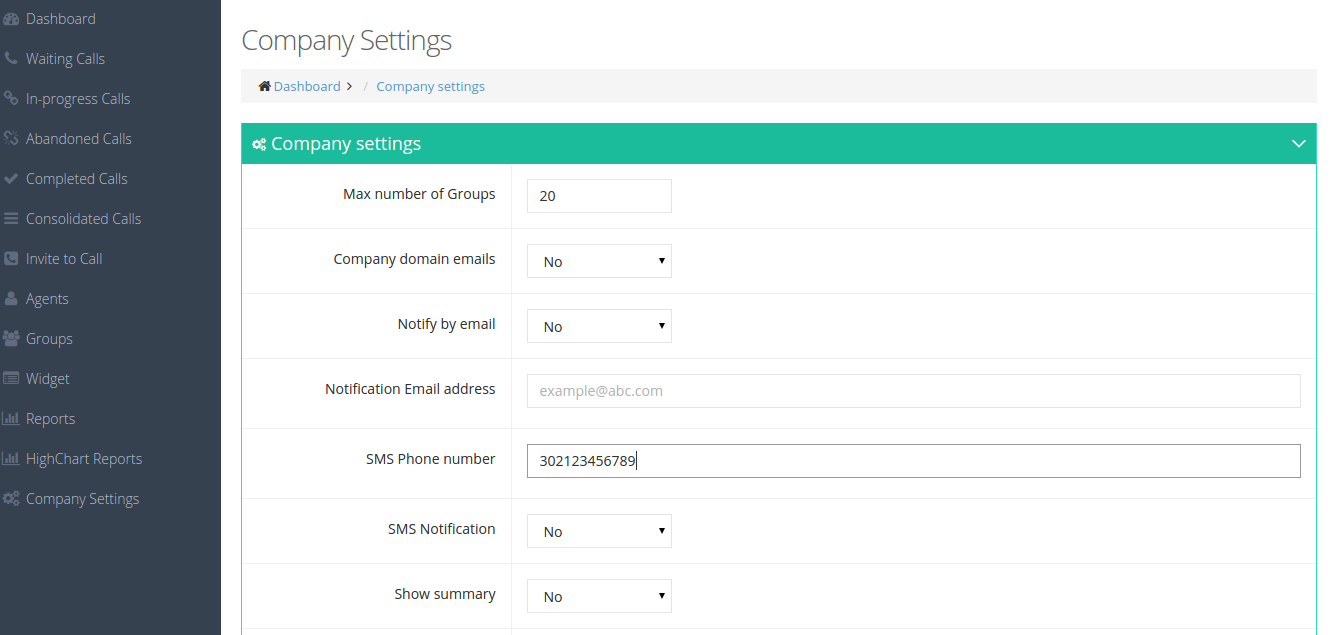 Dashboard
Waiting Calls
In-progress Calls
Abandoned Calls
Completed Calls
Consolidated Calls
Invite to Call
Agents
Groups
Widget
Reports
HighChart Reports
Company Settings
Company Settings
Dashboard > / Company settings
Company settings
Max number of Groups 20
Company domain emails No
Notify by email No
Notification Email address example@abc.com
SMS Phone number 302123456789
SMS Notification No
Show summary No